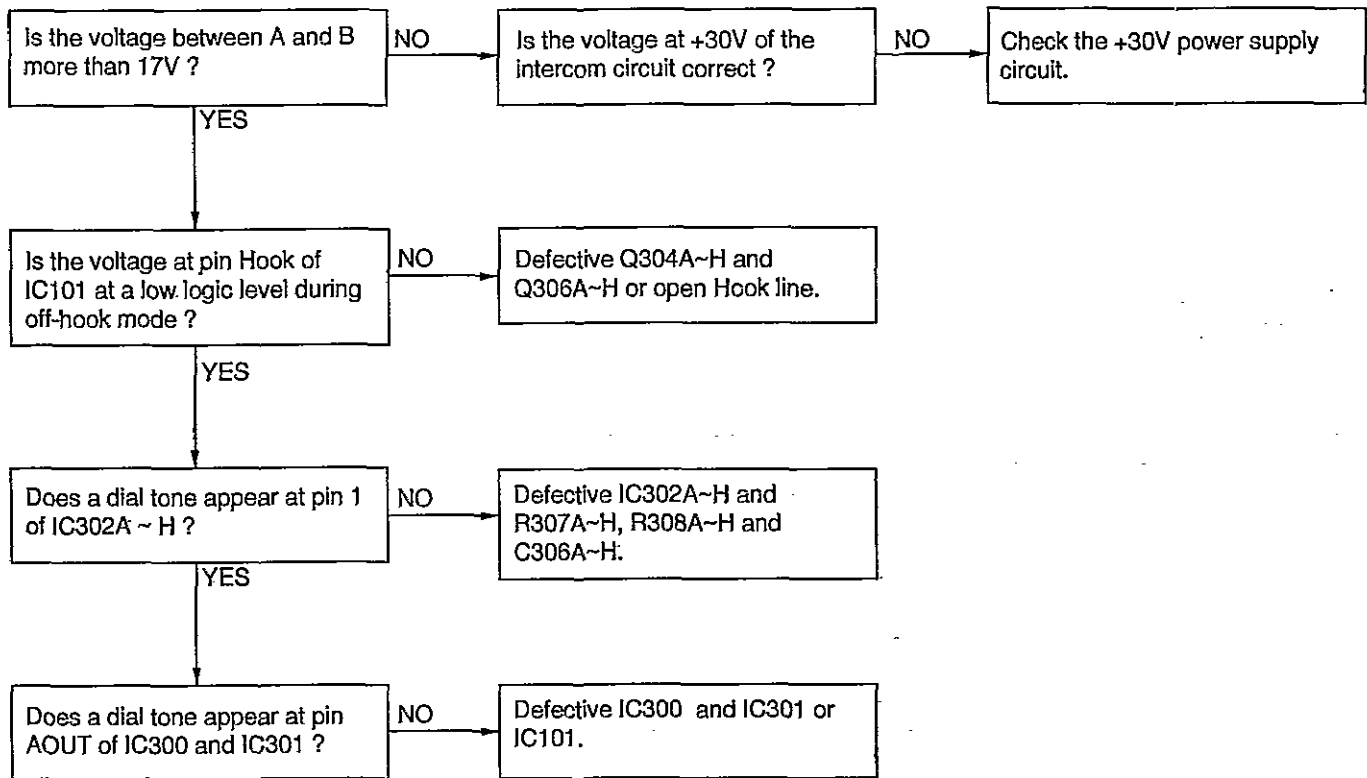 Is the voltage between A and B
more than 17V ?
NO
Is the voltage at +30V of the
intercom circuit correct ?
NO
Check the +30V power supply
circuit.
YES
Is the voltage at pin Hook of
IC101 at a low logic level during
off-hook mode ?
NO
Defective Q304A~H and
Q306A~H or open Hook line.
YES
Does a dial tone appear at pin 1
of IC302A ~ H ?
NO
Defective IC302A~H and
R307A~H, R308A~H and
C306A~H.
YES
Does a dial tone appear at pin
AOUT of IC300 and IC301 ?
NO
Defective IC300 and IC301 or
IC101.